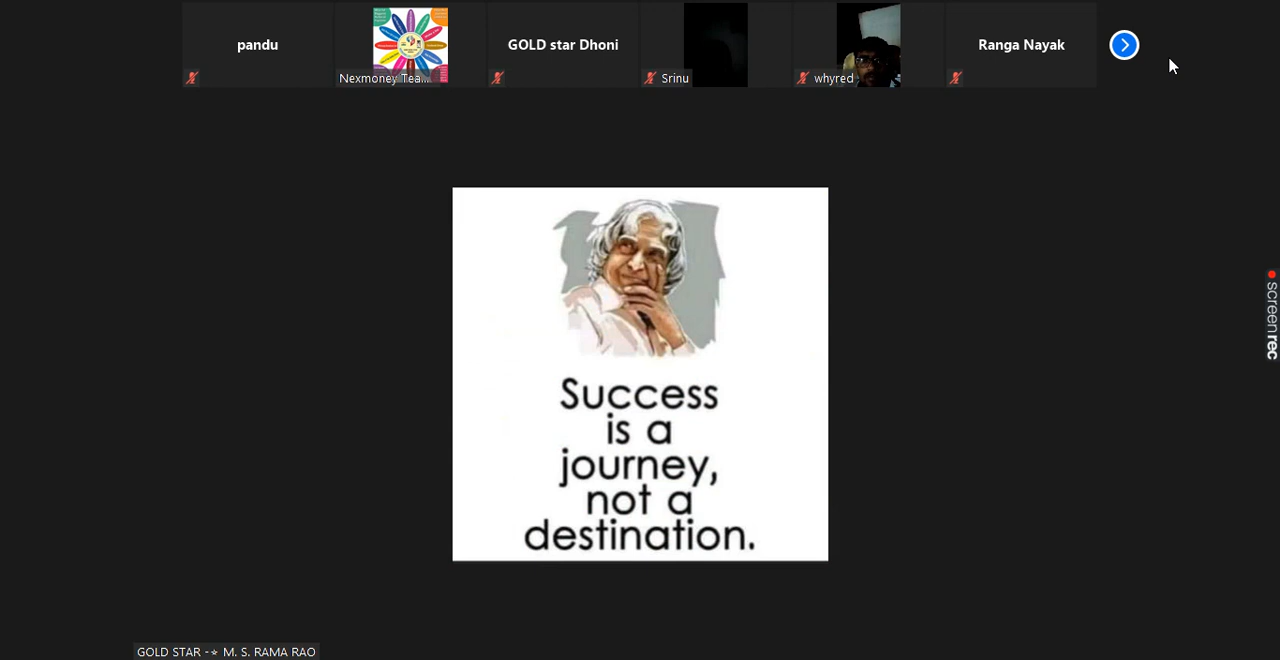 pandu
Nexmoney Tea...
GOLD star Dhoni
Srinu
whyred
Ranga Nayak
Success
is a
journey,
not a
destination.
screenrec
GOLD STAR -⭐ M. S. RAMA RAO